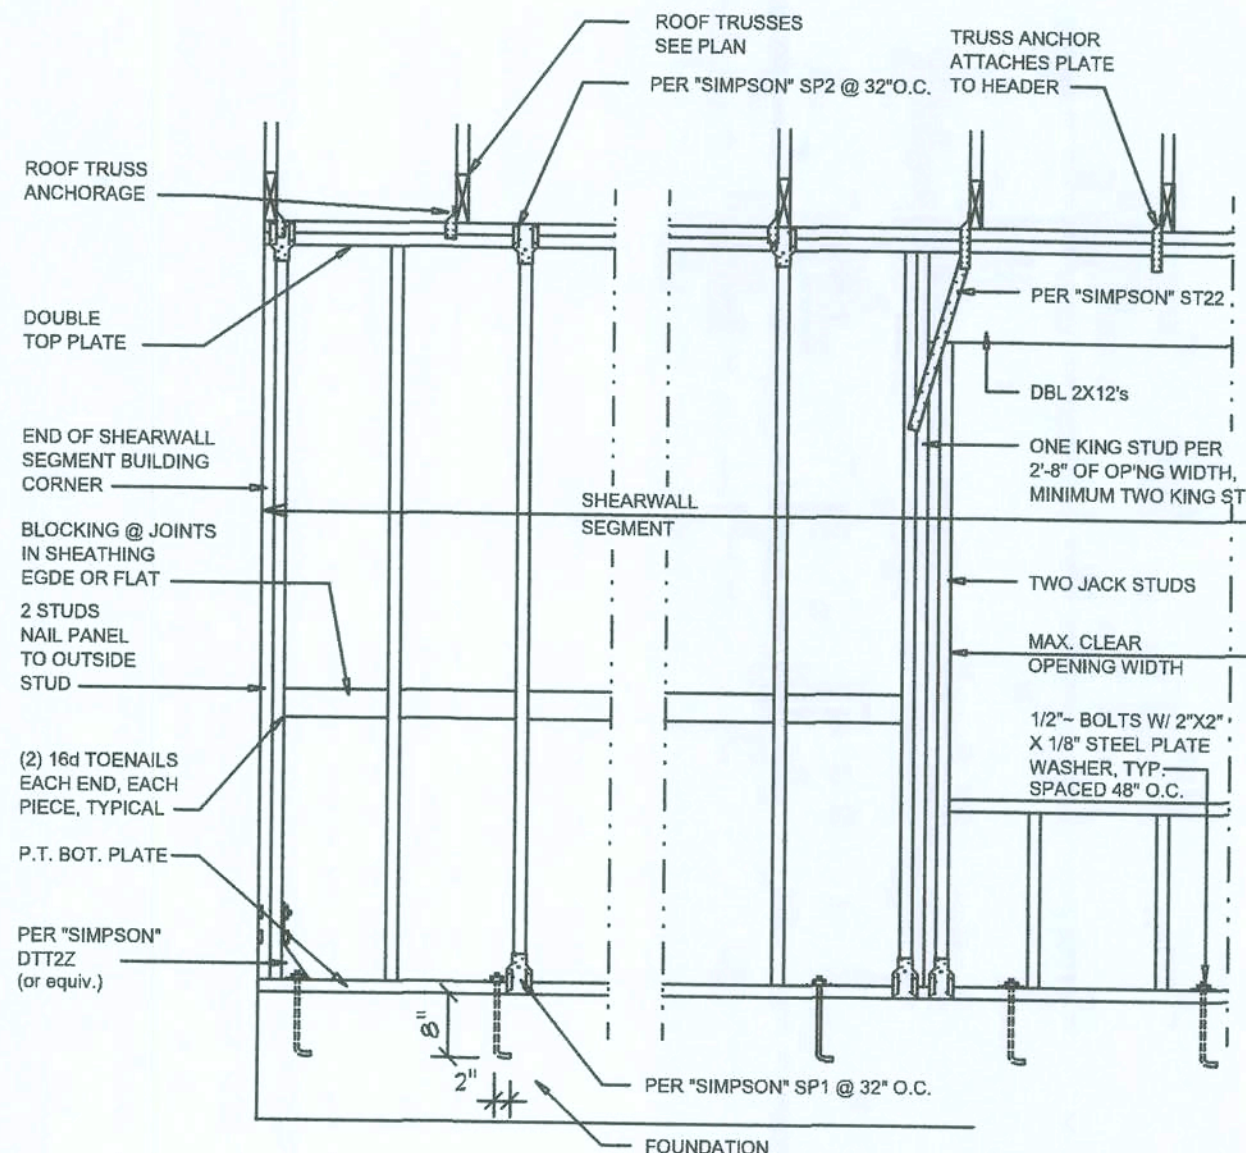 ROOF TRUSSES
SEE PLAN
TRUSS ANCHOR
ATTACHES PLATE
TO HEADER
PER "SIMPSON" SP2 @ 32"O.C.
ROOF TRUSS
ANCHORAGE
PER "SIMPSON" ST22
DOUBLE
TOP PLATE
DBL 2X12's
END OF SHEARWALL
SEGMENT BUILDING
CORNER
ONE KING STUD PER
2'-8" OF OP'NG WIDTH,
MINIMUM TWO KING ST
SHEARWALL
SEGMENT
BLOCKING @ JOINTS
IN SHEATHING
EGDE OR FLAT
TWO JACK STUDS
2 STUDS
NAIL PANEL
TO OUTSIDE
STUD
MAX. CLEAR
OPENING WIDTH
1/2"~ BOLTS W/ 2"X2"
X 1/8" STEEL PLATE
WASHER, TYP.
SPACED 48" O.C.
(2) 16d TOENAILS
EACH END, EACH
PIECE, TYPICAL
P.T. BOT. PLATE
PER "SIMPSON"
DTT2Z
(or equiv.)
8"
2"
PER "SIMPSON" SP1 @ 32" O.C.
FOUNDATION